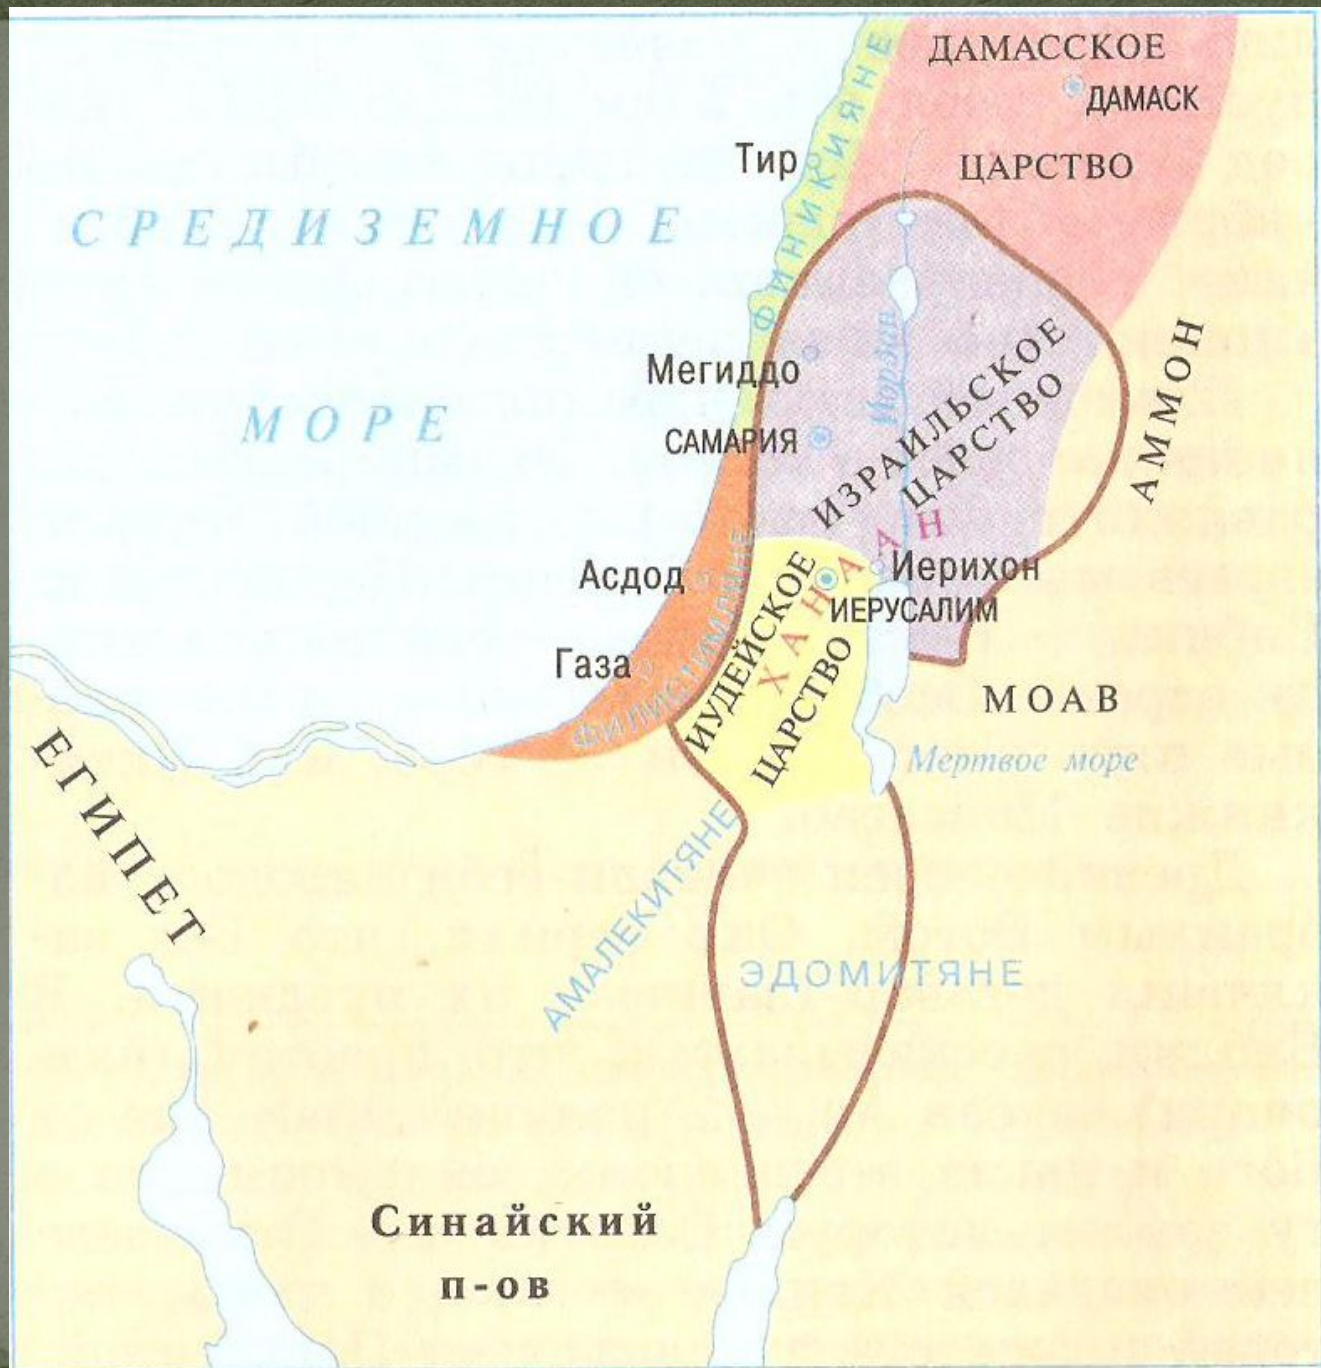 ДАМАССКОЕ
ДАМАСК
ЦАРСТВО
ФИНИКИЯНЕ
Тир
СРЕДИЗЕМНОЕ
МОРЕ
Иордан
Мегиддо
САМАРИЯ
ИЗРАИЛЬСКОЕ
ЦАРСТВО
АММОН
ХАНААН
Асдод
Иерихон
ИЕРУСАЛИМ
ИУДЕЙСКОЕ
ЦАРСТВО
Газа
ФИЛИСТИМЛЯНЕ
МОАВ
Мертвое море
ЕГИПЕТ
АМАЛЕКИТЯНЕ
ЭДОМИТЯНЕ
Синайский
п-ов